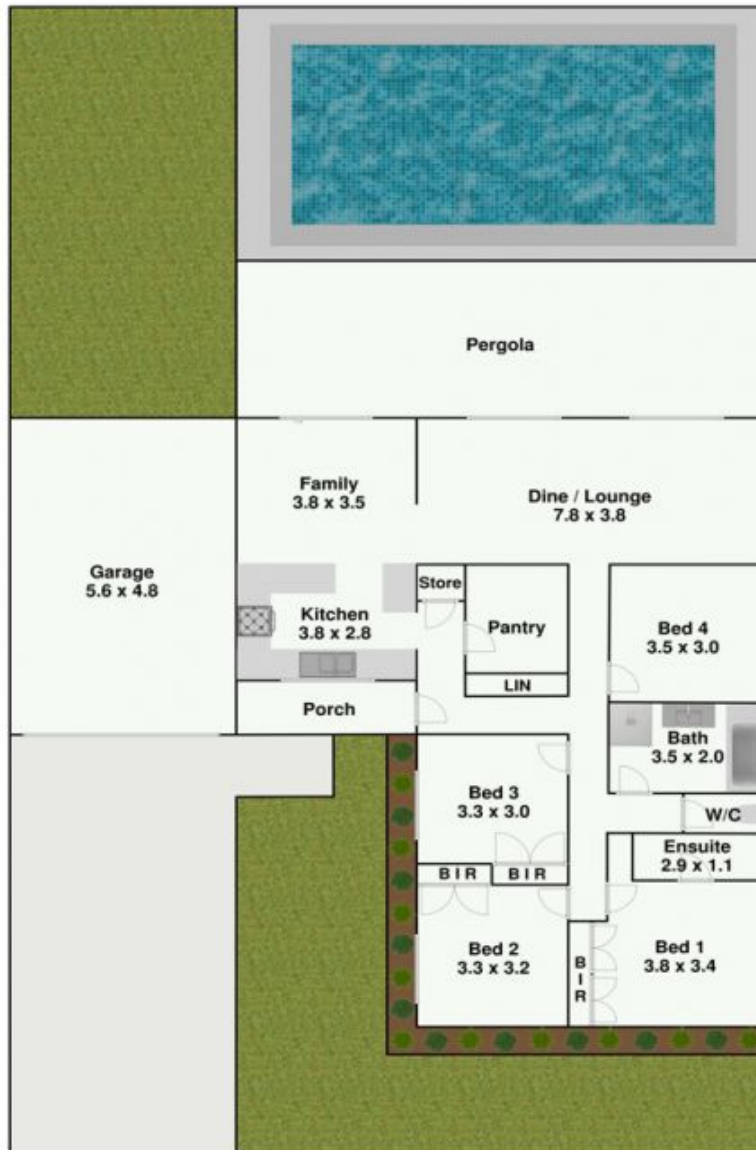 Pergola
Family
3.8 x 3.5
Dine / Lounge
7.8 x 3.8
Garage
5.6 x 4.8
Store
Kitchen
3.8 x 2.8
Pantry
Bed 4
3.5 x 3.0
LIN
Porch
Bath
3.5 x 2.0
Bed 3
3.3 x 3.0
W/C
Ensuite
2.9 x 1.1
B I R
B I R
Bed 2
3.3 x 3.2
B
I
R
Bed 1
3.8 x 3.4